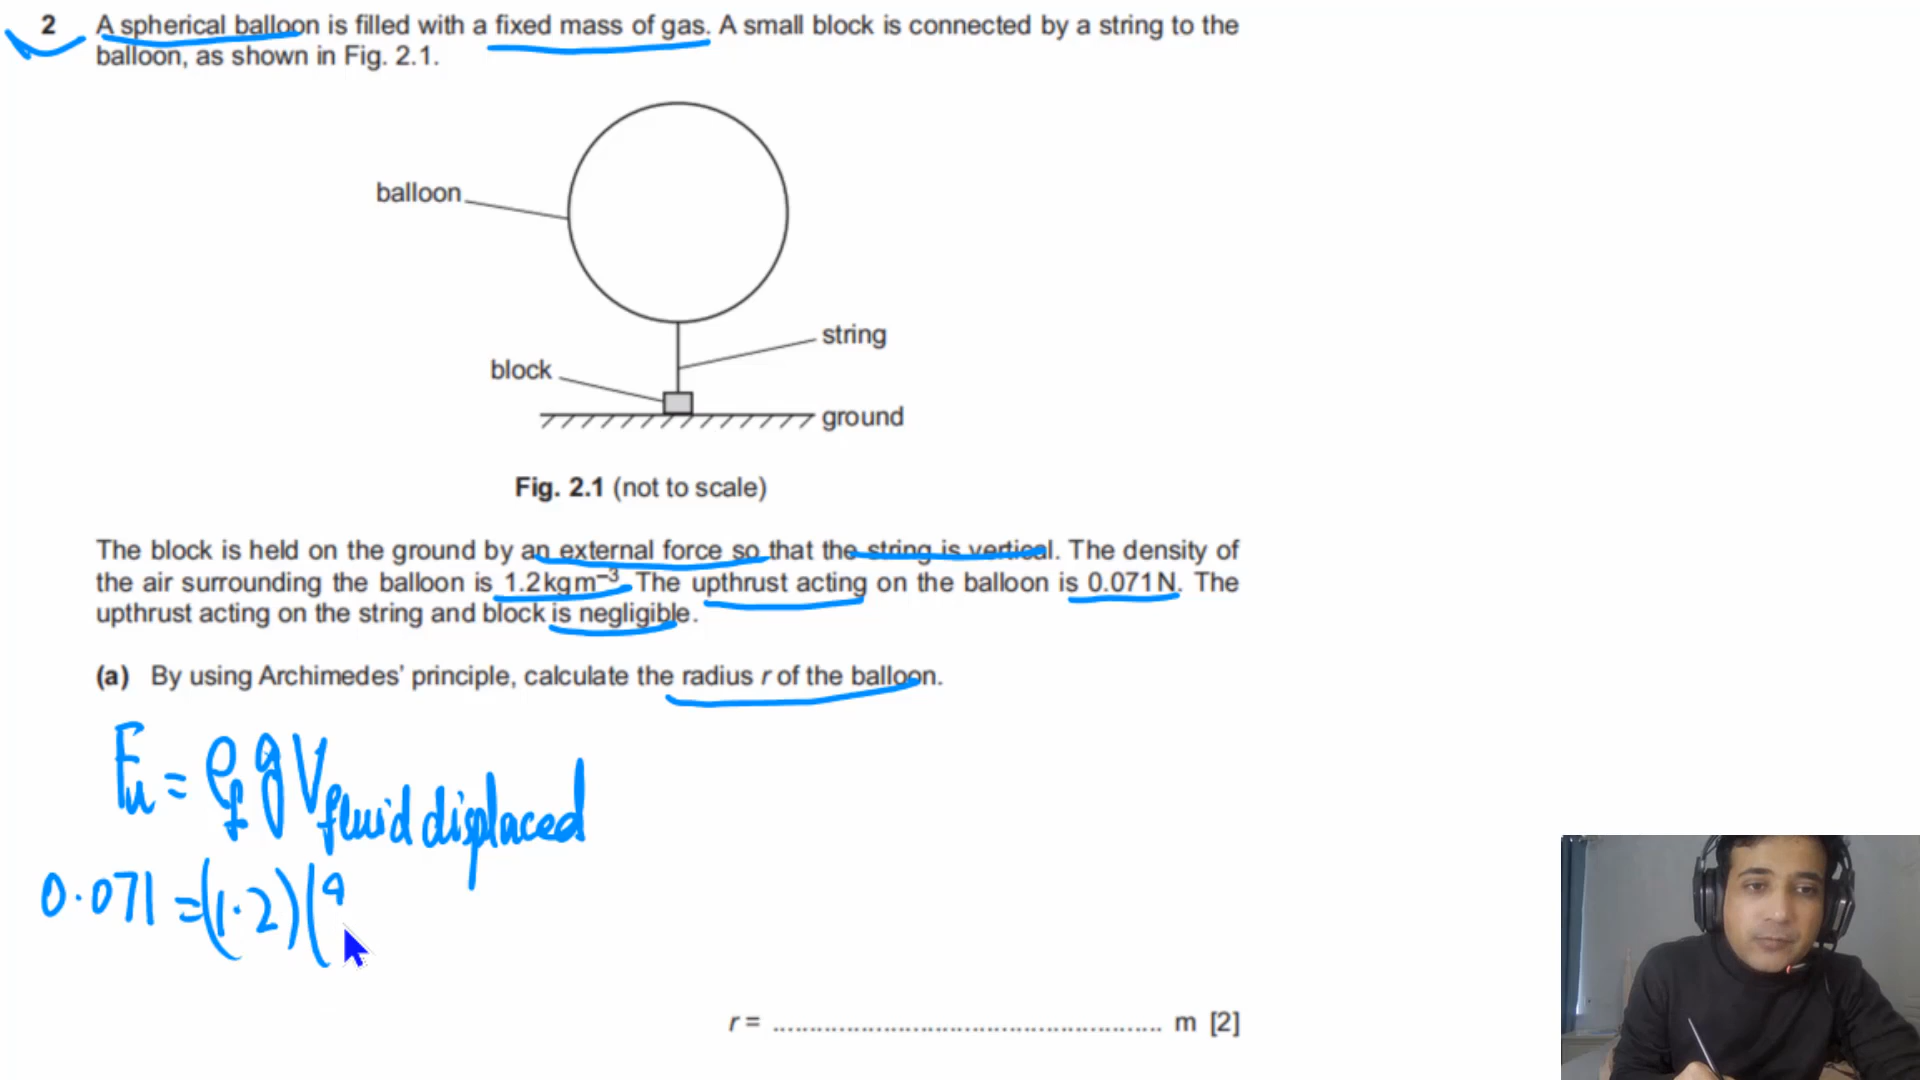 2 A spherical balloon is filled with a fixed mass of gas. A small block is connected by a string to the
balloon, as shown in Fig. 2.1.
balloon
string
block
ground
Fig. 2.1 (not to scale)
The block is held on the ground by an external force so that the string is vertical. The density of
the air surrounding the balloon is 1.2 kg m⁻³. The upthrust acting on the balloon is 0.071 N. The
upthrust acting on the string and block is negligible.
(a) By using Archimedes' principle, calculate the radius r of the balloon.
Fu = ρf g V fluid displaced
0.071 = (1.2)(9
r = ........................................................ m [2]